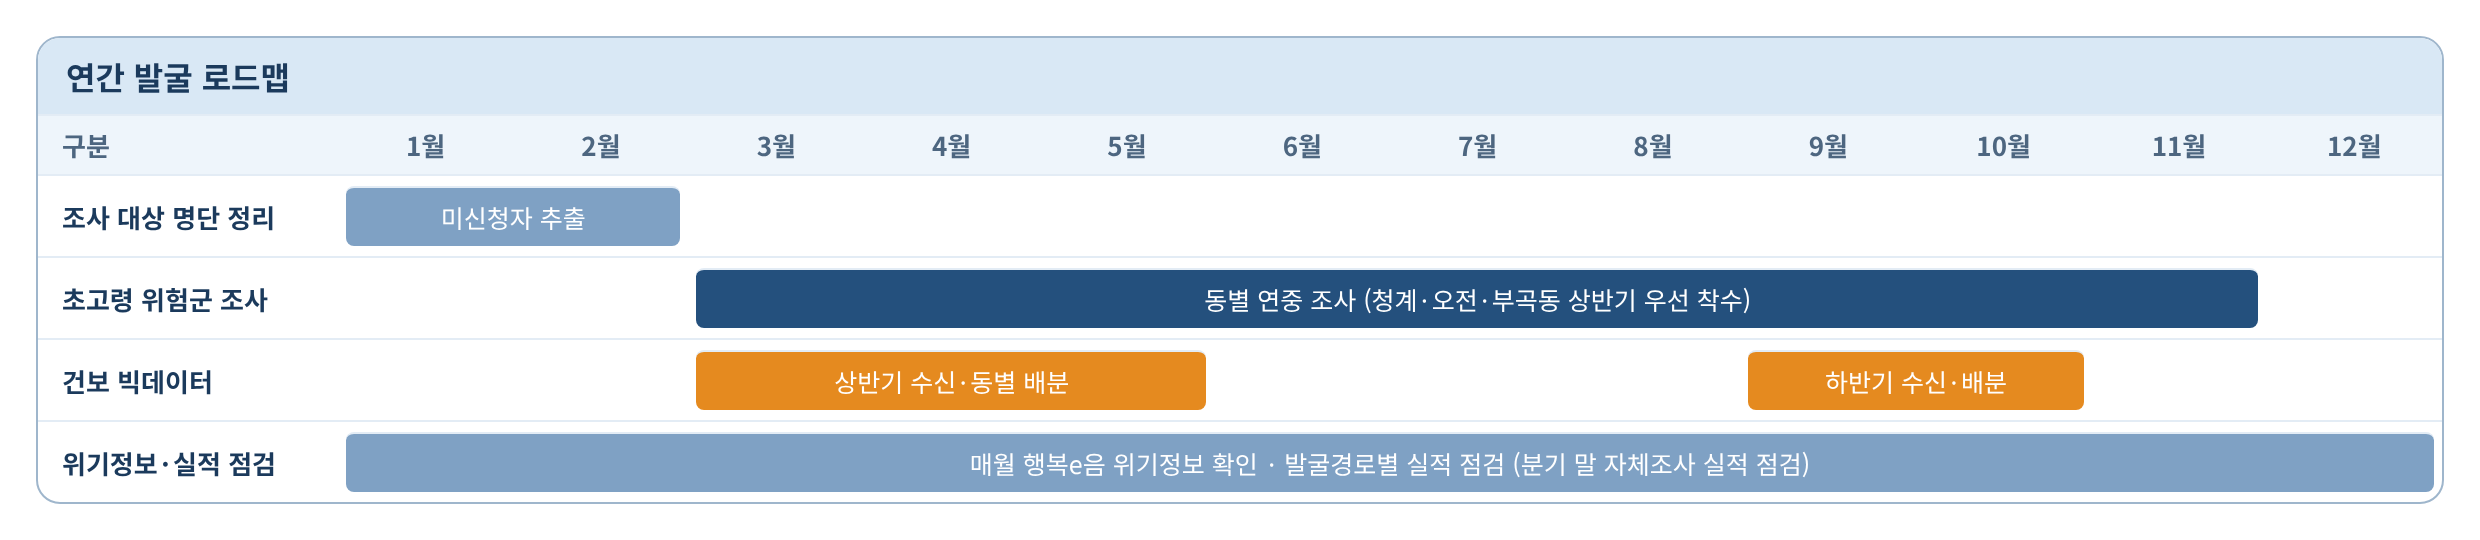 연간 발굴 로드맵
구분 1월 2월 3월 4월 5월 6월 7월 8월 9월 10월 11월 12월
조사 대상 명단 정리 미신청자 추출
초고령 위험군 조사 동별 연중 조사 (청계·오전·부곡동 상반기 우선 착수)
건보 빅데이터 상반기 수신·동별 배분 하반기 수신·배분
위기정보·실적 점검 매월 행복e음 위기정보 확인 · 발굴경로별 실적 점검 (분기 말 자체조사 실적 점검)